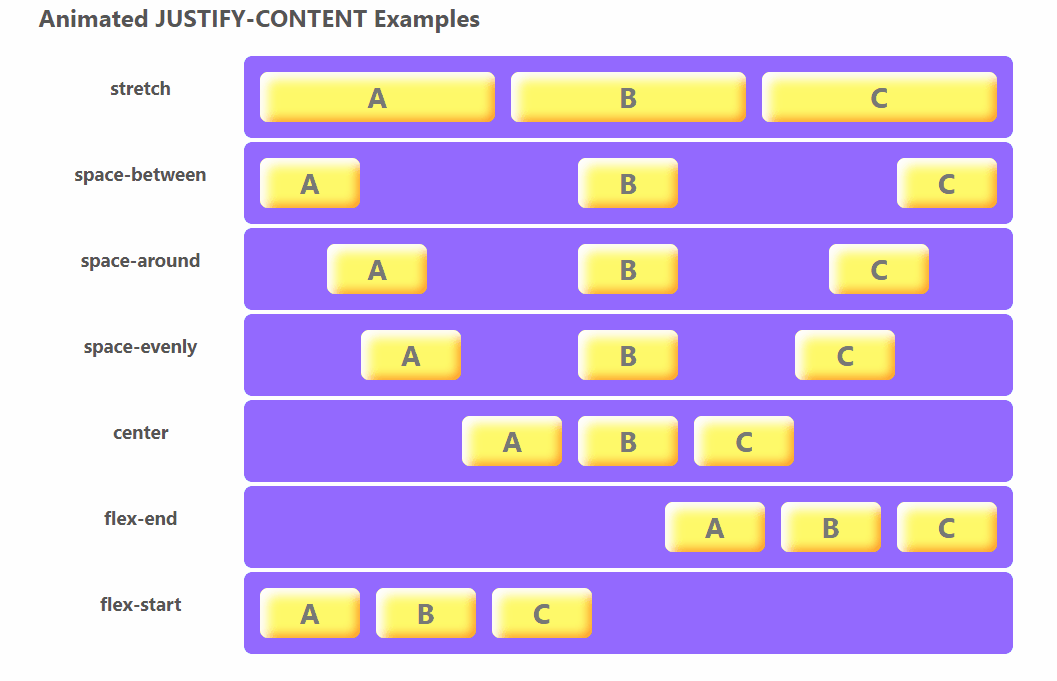 Animated JUSTIFY-CONTENT Examples
stretch A B C
space-between A B C
space-around A B C
space-evenly A B C
center A B C
flex-end A B C
flex-start A B C